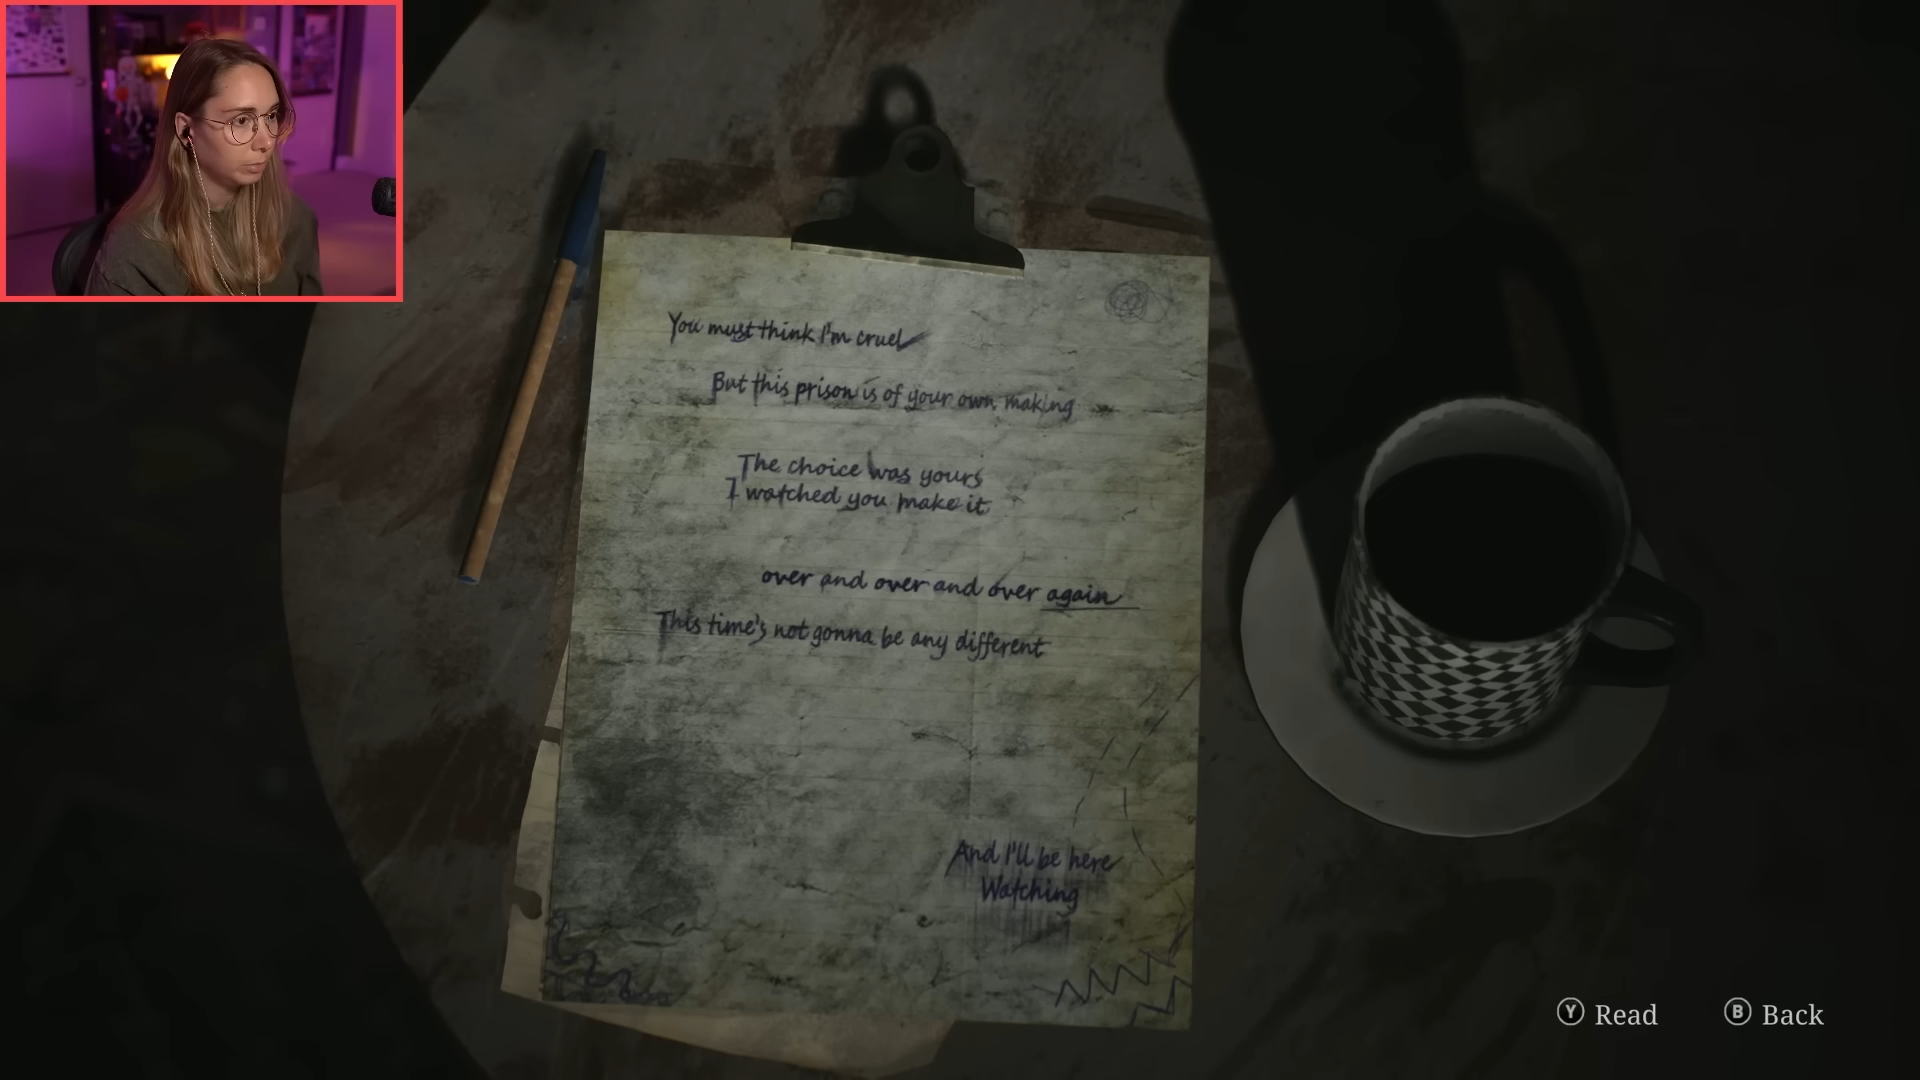 You must think I'm cruel
But this prison is of your own making
The choice was yours
I watched you make it
over and over and over again
This time's not gonna be any different
And I'll be here
Watching
Y Read
B Back